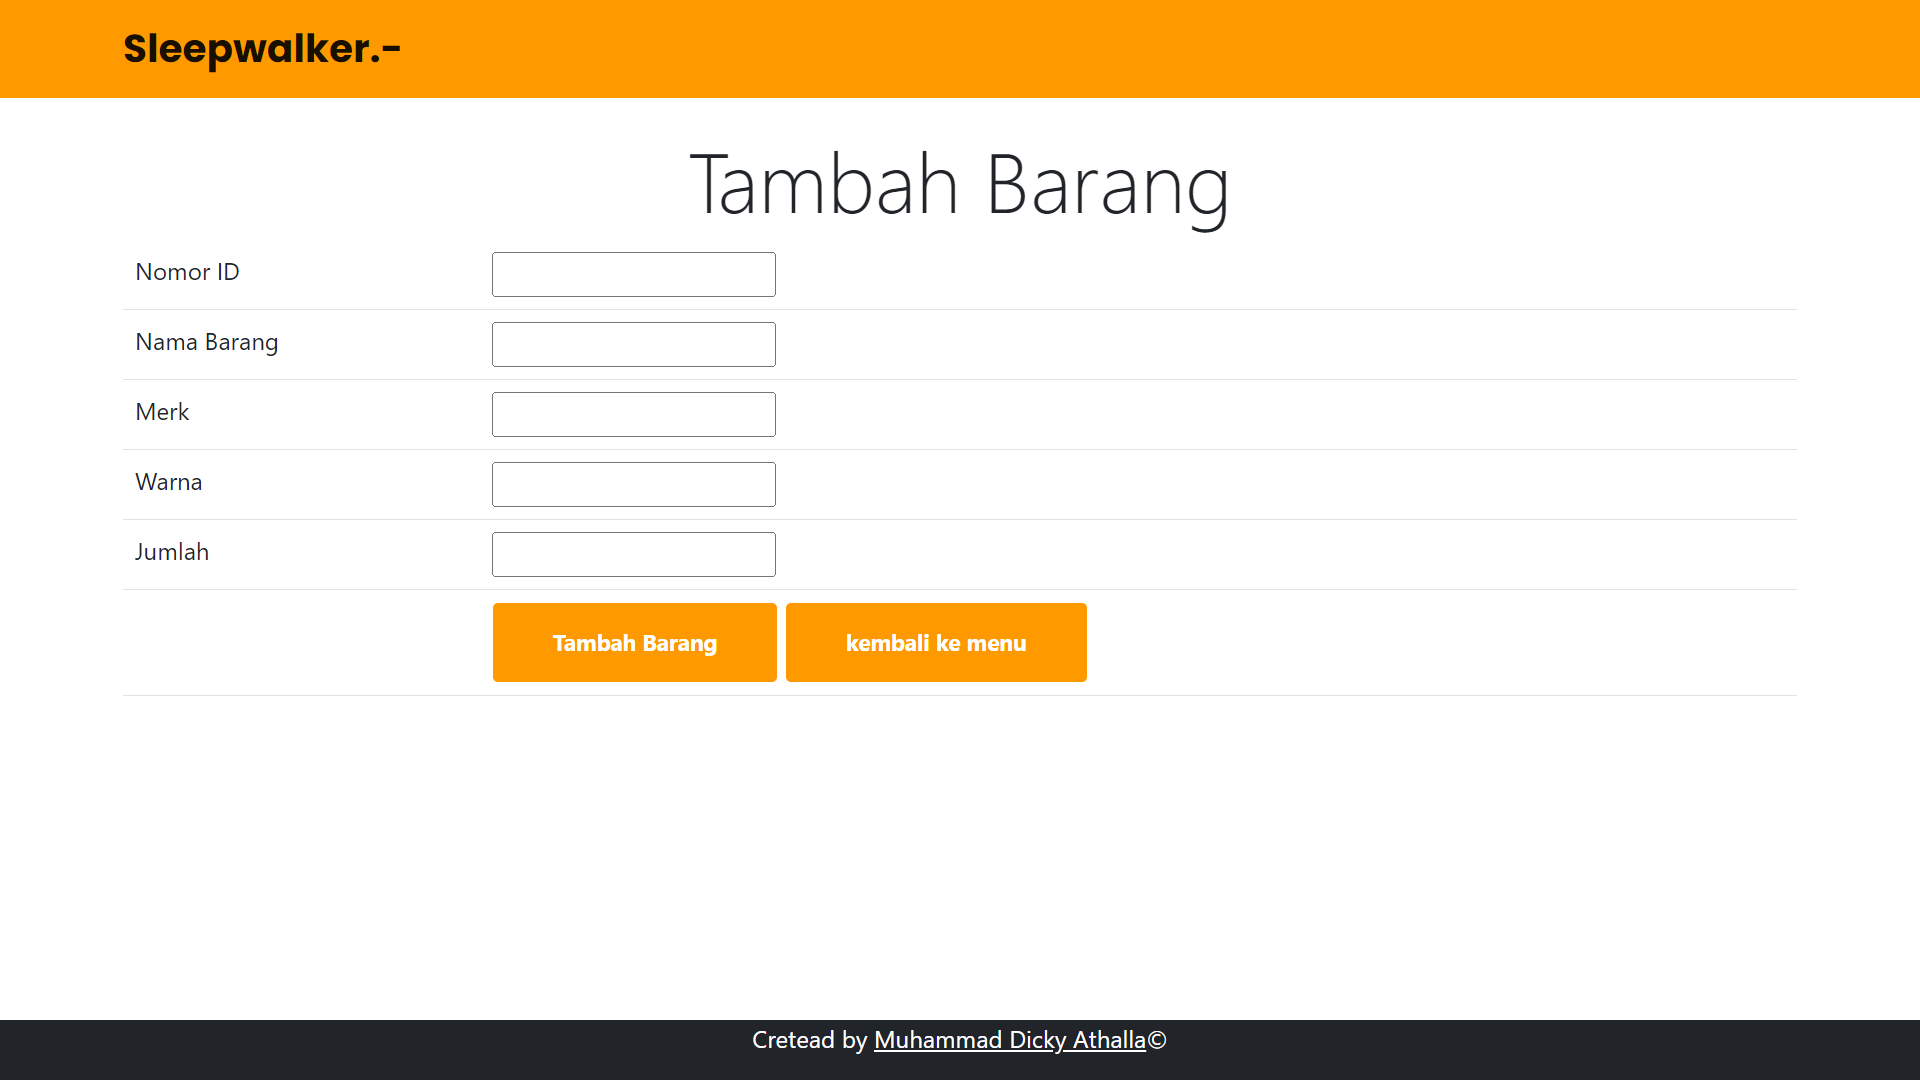 Sleepwalker.-
Tambah Barang
Nomor ID
Nama Barang
Merk
Warna
Jumlah
Tambah Barang kembali ke menu
Cretead by Muhammad Dicky Athalla©